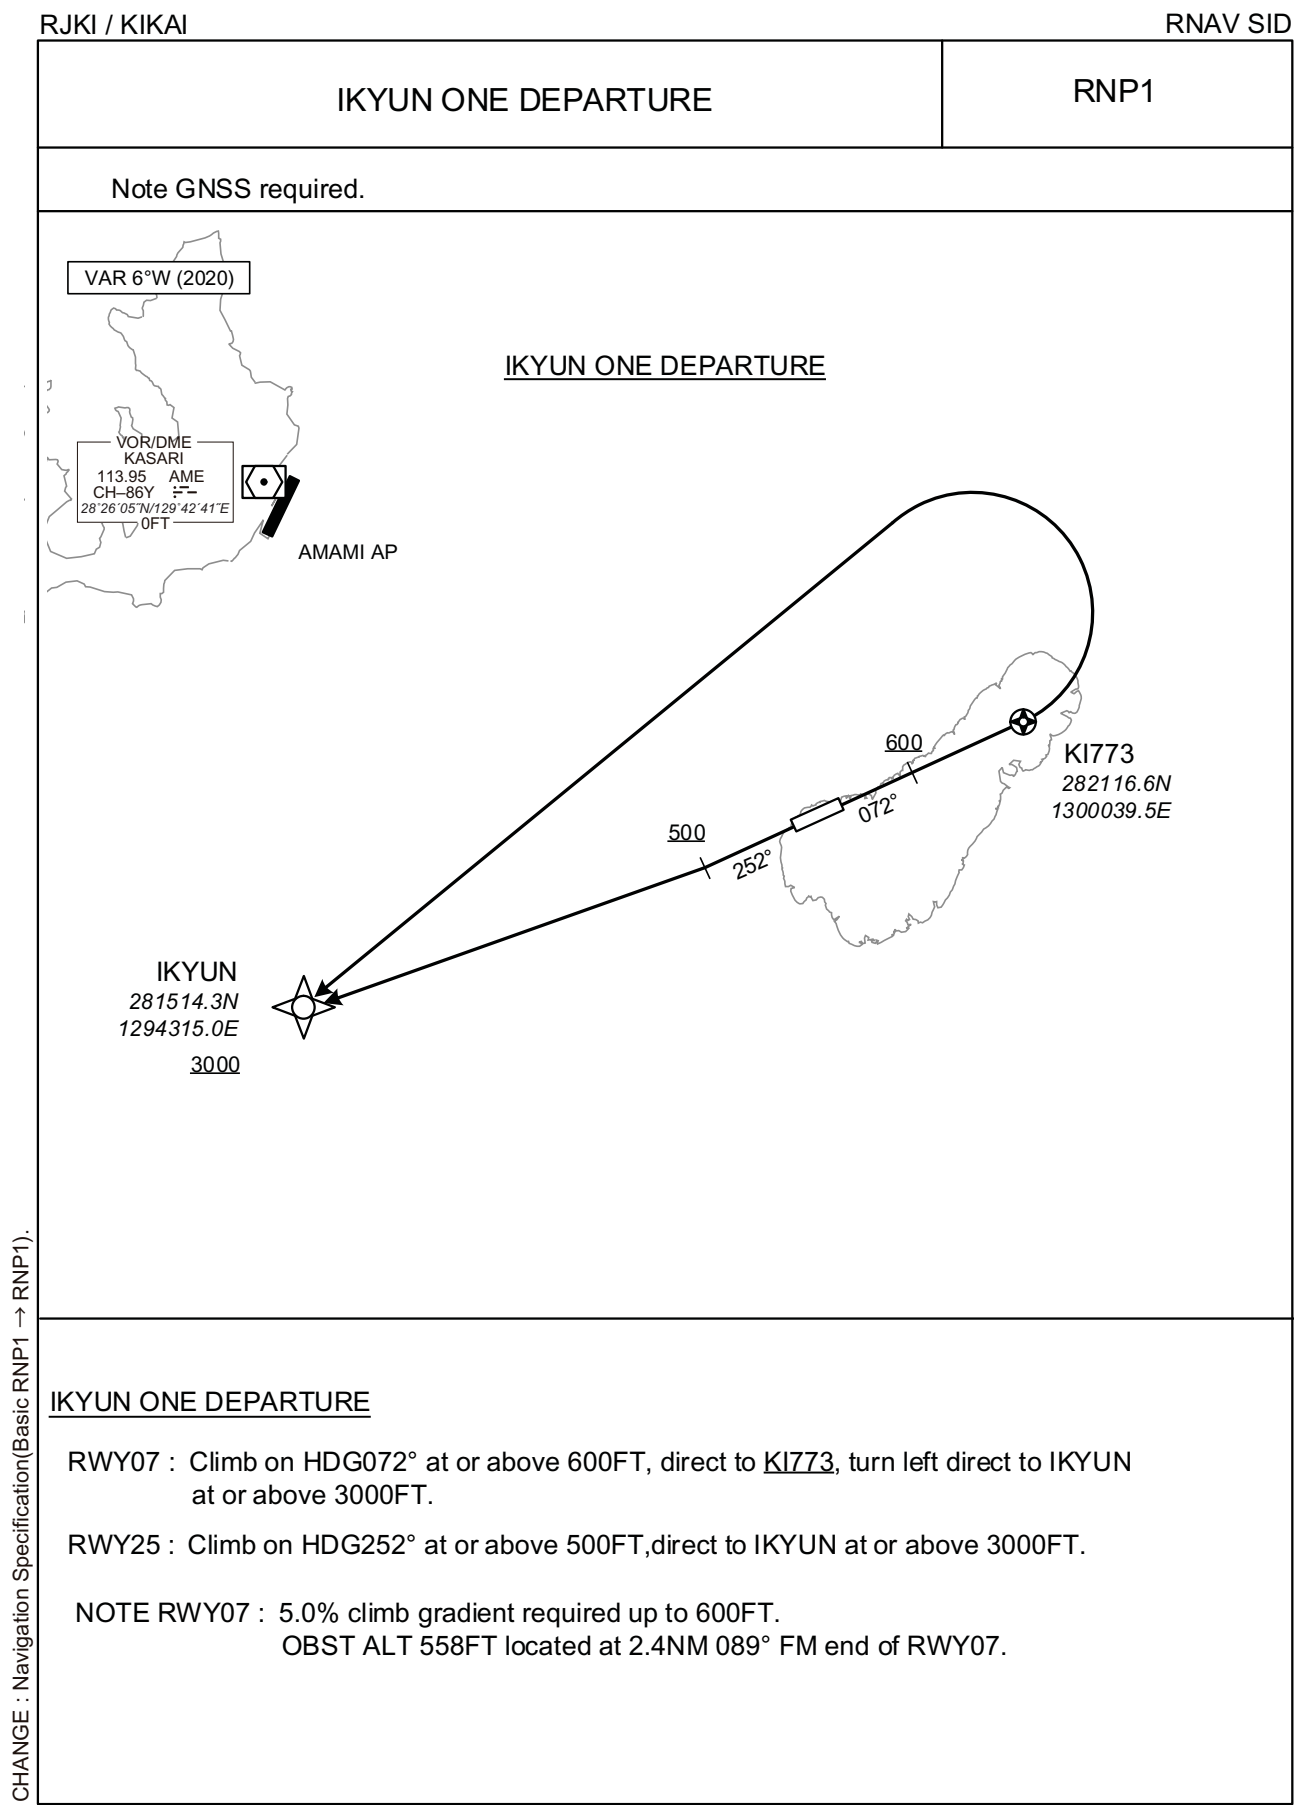 RJKI / KIKAI
RNAV SID
IKYUN ONE DEPARTURE
RNP1
Note GNSS required.
VAR 6°W (2020)
IKYUN ONE DEPARTURE
VOR/DME
KASARI
113.95 AME
CH–86Y
28°26′05″N/129°42′41″E
0FT
AMAMI AP
600
KI773
282116.6N
1300039.5E
072°
500
252°
IKYUN
281514.3N
1294315.0E
3000
IKYUN ONE DEPARTURE
RWY07 : Climb on HDG072° at or above 600FT, direct to KI773, turn left direct to IKYUN
at or above 3000FT.
RWY25 : Climb on HDG252° at or above 500FT,direct to IKYUN at or above 3000FT.
NOTE RWY07 : 5.0% climb gradient required up to 600FT.
OBST ALT 558FT located at 2.4NM 089° FM end of RWY07.
CHANGE : Navigation Specification(Basic RNP1 → RNP1).